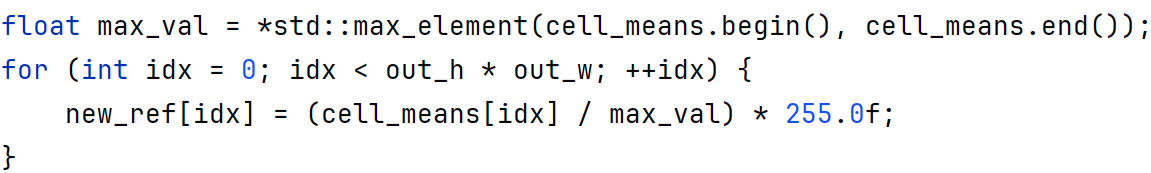 float max_val = *std::max_element(cell_means.begin(), cell_means.end());
for (int idx = 0; idx < out_h * out_w; ++idx) {
    new_ref[idx] = (cell_means[idx] / max_val) * 255.0f;
}